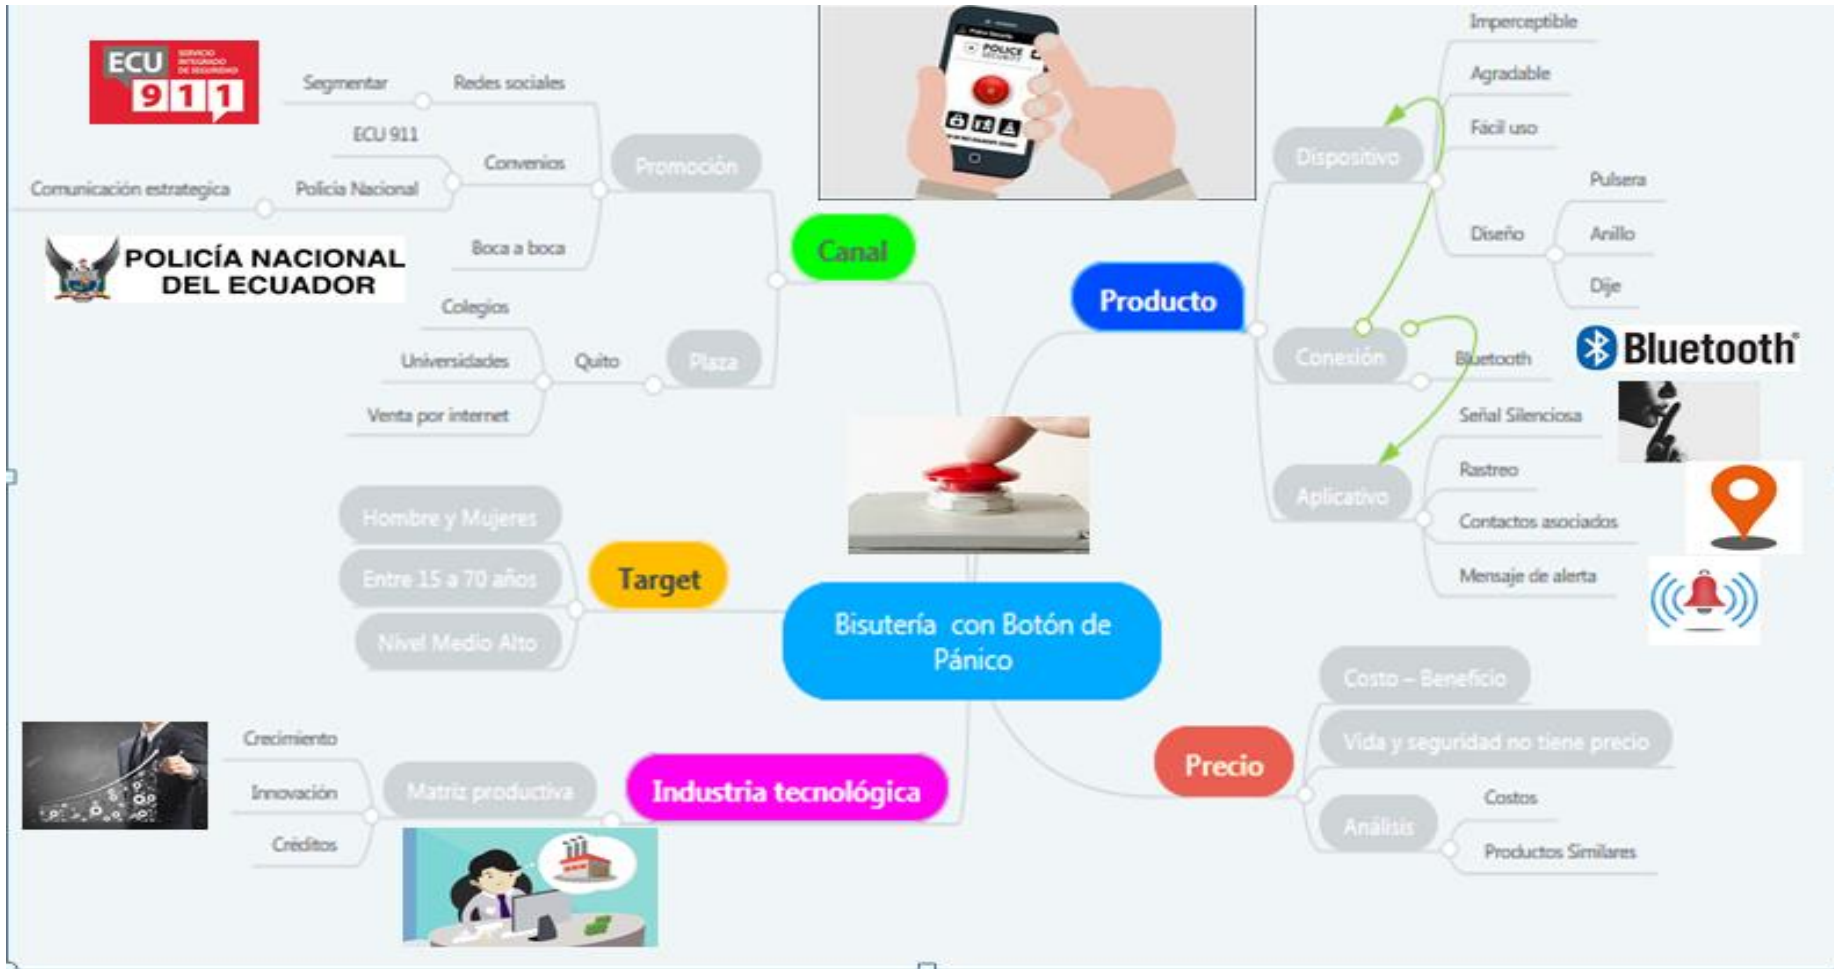 ECU
SERVICIO
INTEGRADO
DE SEGURIDAD
911
Segmentar
Redes sociales
ECU 911
Convenios
Comunicación estrategica
Policia Nacional
Boca a boca
Promoción
POLICÍA NACIONAL
DEL ECUADOR
Colegios
Universidades
Venta por internet
Quito
Plaza
Canal
POLICE
SECURITY
Producto
Dispositivo
Imperceptible
Agradable
Fácil uso
Diseño
Pulsera
Anillo
Dije
Conexión
Bluetooth
Bluetooth
Aplicativo
Señal Silenciosa
Rastreo
Contactos asociados
Mensaje de alerta
Hombre y Mujeres
Entre 15 a 70 años
Nivel Medio Alto
Target
Bisutería con Botón de
Pánico
Crecimiento
Innovación
Créditos
Matriz productiva
Industria tecnológica
Precio
Costo – Beneficio
Vida y seguridad no tiene precio
Análisis
Costos
Productos Similares